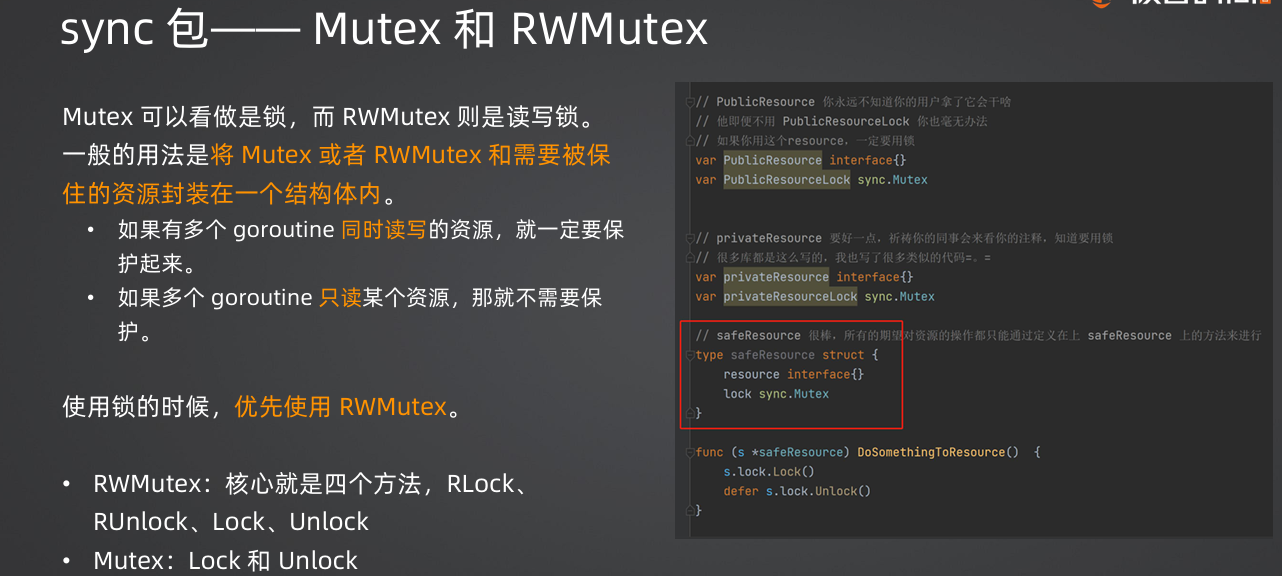 sync 包—— Mutex 和 RWMutex
Mutex 可以看做是锁，而 RWMutex 则是读写锁。
一般的用法是将 Mutex 或者 RWMutex 和需要被保
住的资源封装在一个结构体内。
• 如果有多个 goroutine 同时读写的资源，就一定要保
护起来。
• 如果多个 goroutine 只读某个资源，那就不需要保
护。
使用锁的时候，优先使用 RWMutex。
• RWMutex：核心就是四个方法，RLock、
RUnlock、Lock、Unlock
• Mutex：Lock 和 Unlock
// PublicResource 你永远不知道你的用户拿了它会干啥
// 他即便不用 PublicResourceLock 你也毫无办法
// 如果你用这个resource，一定要用锁
var PublicResource interface{}
var PublicResourceLock sync.Mutex
// privateResource 要好一点，祈祷你的同事会来看你的注释，知道要用锁
// 很多库都是这么写的，我也写了很多类似的代码=。=
var privateResource interface{}
var privateResourceLock sync.Mutex
// safeResource 很棒，所有的期望对资源的操作都只能通过定义在上 safeResource 上的方法来进行
type safeResource struct {
resource interface{}
lock sync.Mutex
}
func (s *safeResource) DoSomethingToResource() {
s.lock.Lock()
defer s.lock.Unlock()
}